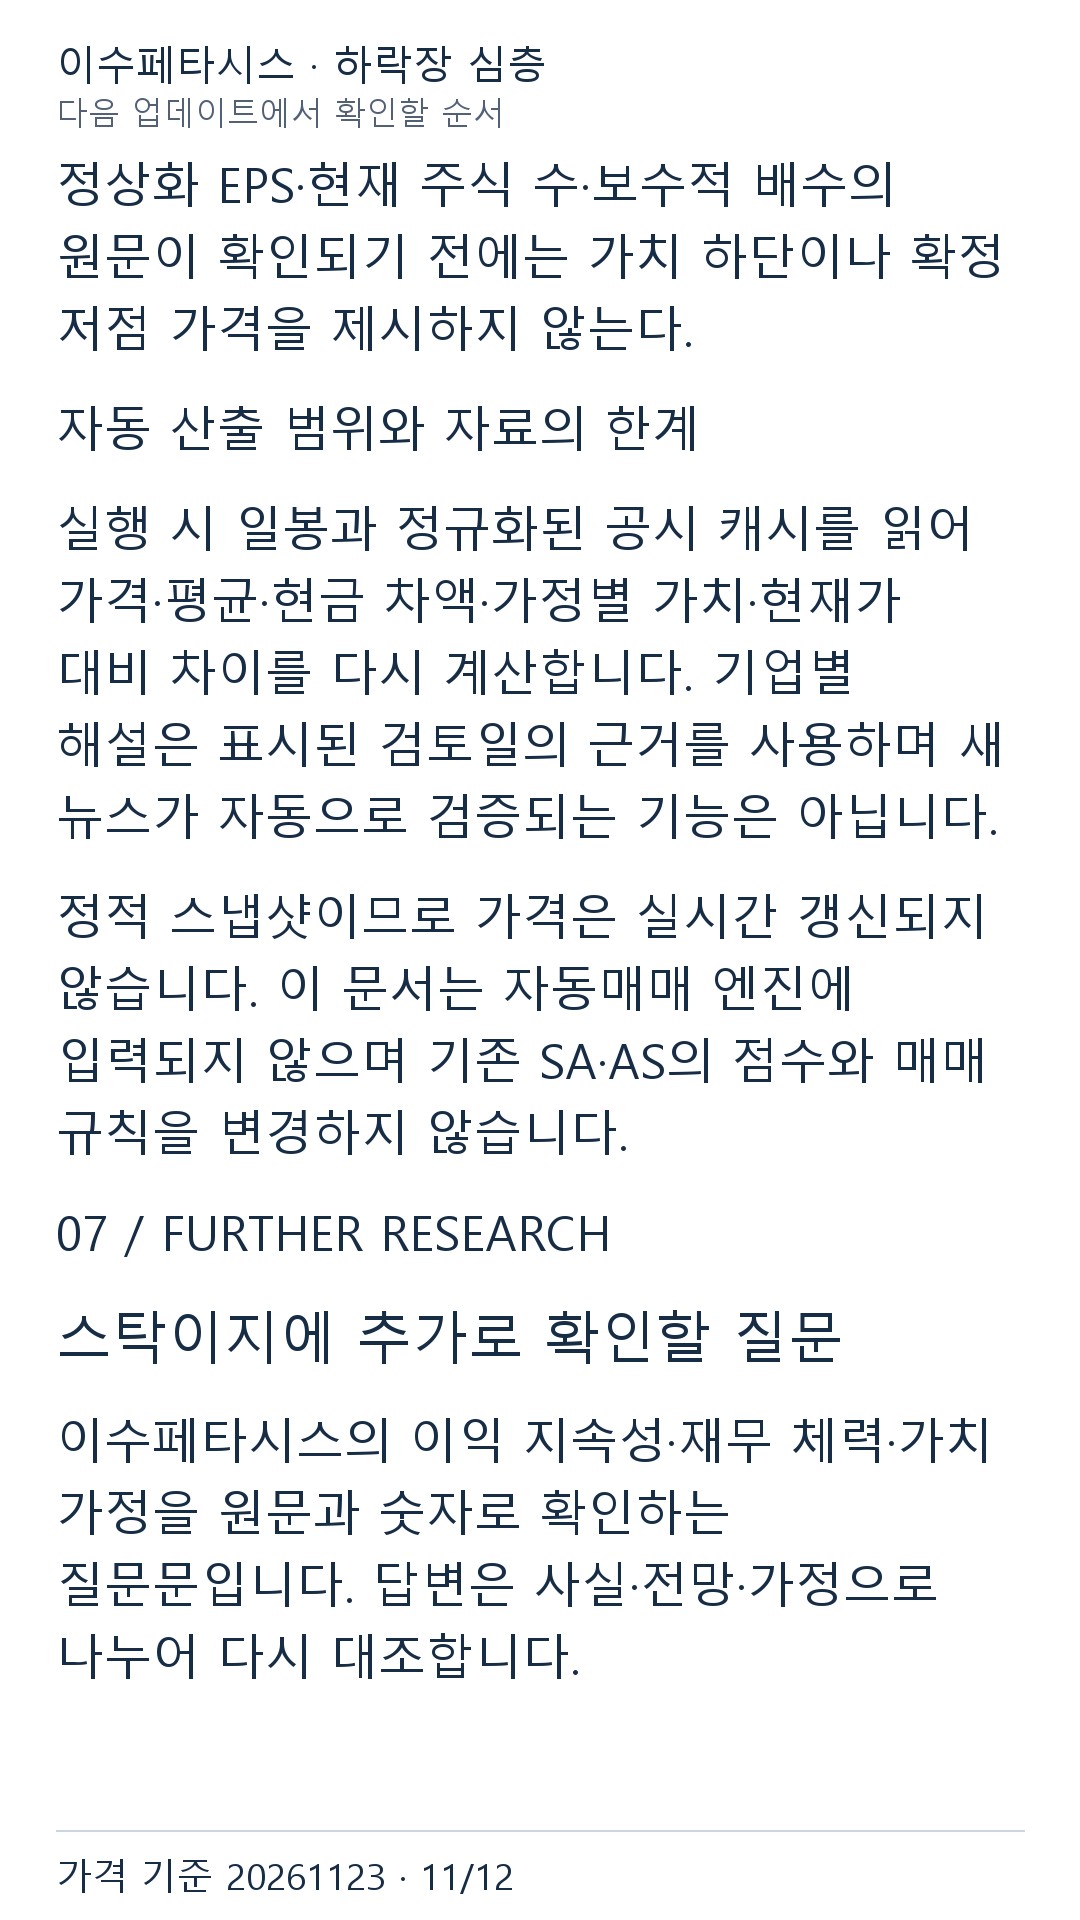 이수페타시스 · 하락장 심층
다음 업데이트에서 확인할 순서
정상화 EPS·현재 주식 수·보수적 배수의
원문이 확인되기 전에는 가치 하단이나 확정
저점 가격을 제시하지 않는다.
자동 산출 범위와 자료의 한계
실행 시 일봉과 정규화된 공시 캐시를 읽어
가격·평균·현금 차액·가정별 가치·현재가
대비 차이를 다시 계산합니다. 기업별
해설은 표시된 검토일의 근거를 사용하며 새
뉴스가 자동으로 검증되는 기능은 아닙니다.
정적 스냅샷이므로 가격은 실시간 갱신되지
않습니다. 이 문서는 자동매매 엔진에
입력되지 않으며 기존 SA·AS의 점수와 매매
규칙을 변경하지 않습니다.
07 / FURTHER RESEARCH
스탁이지에 추가로 확인할 질문
이수페타시스의 이익 지속성·재무 체력·가치
가정을 원문과 숫자로 확인하는
질문문입니다. 답변은 사실·전망·가정으로
나누어 다시 대조합니다.
가격 기준 20261123 · 11/12